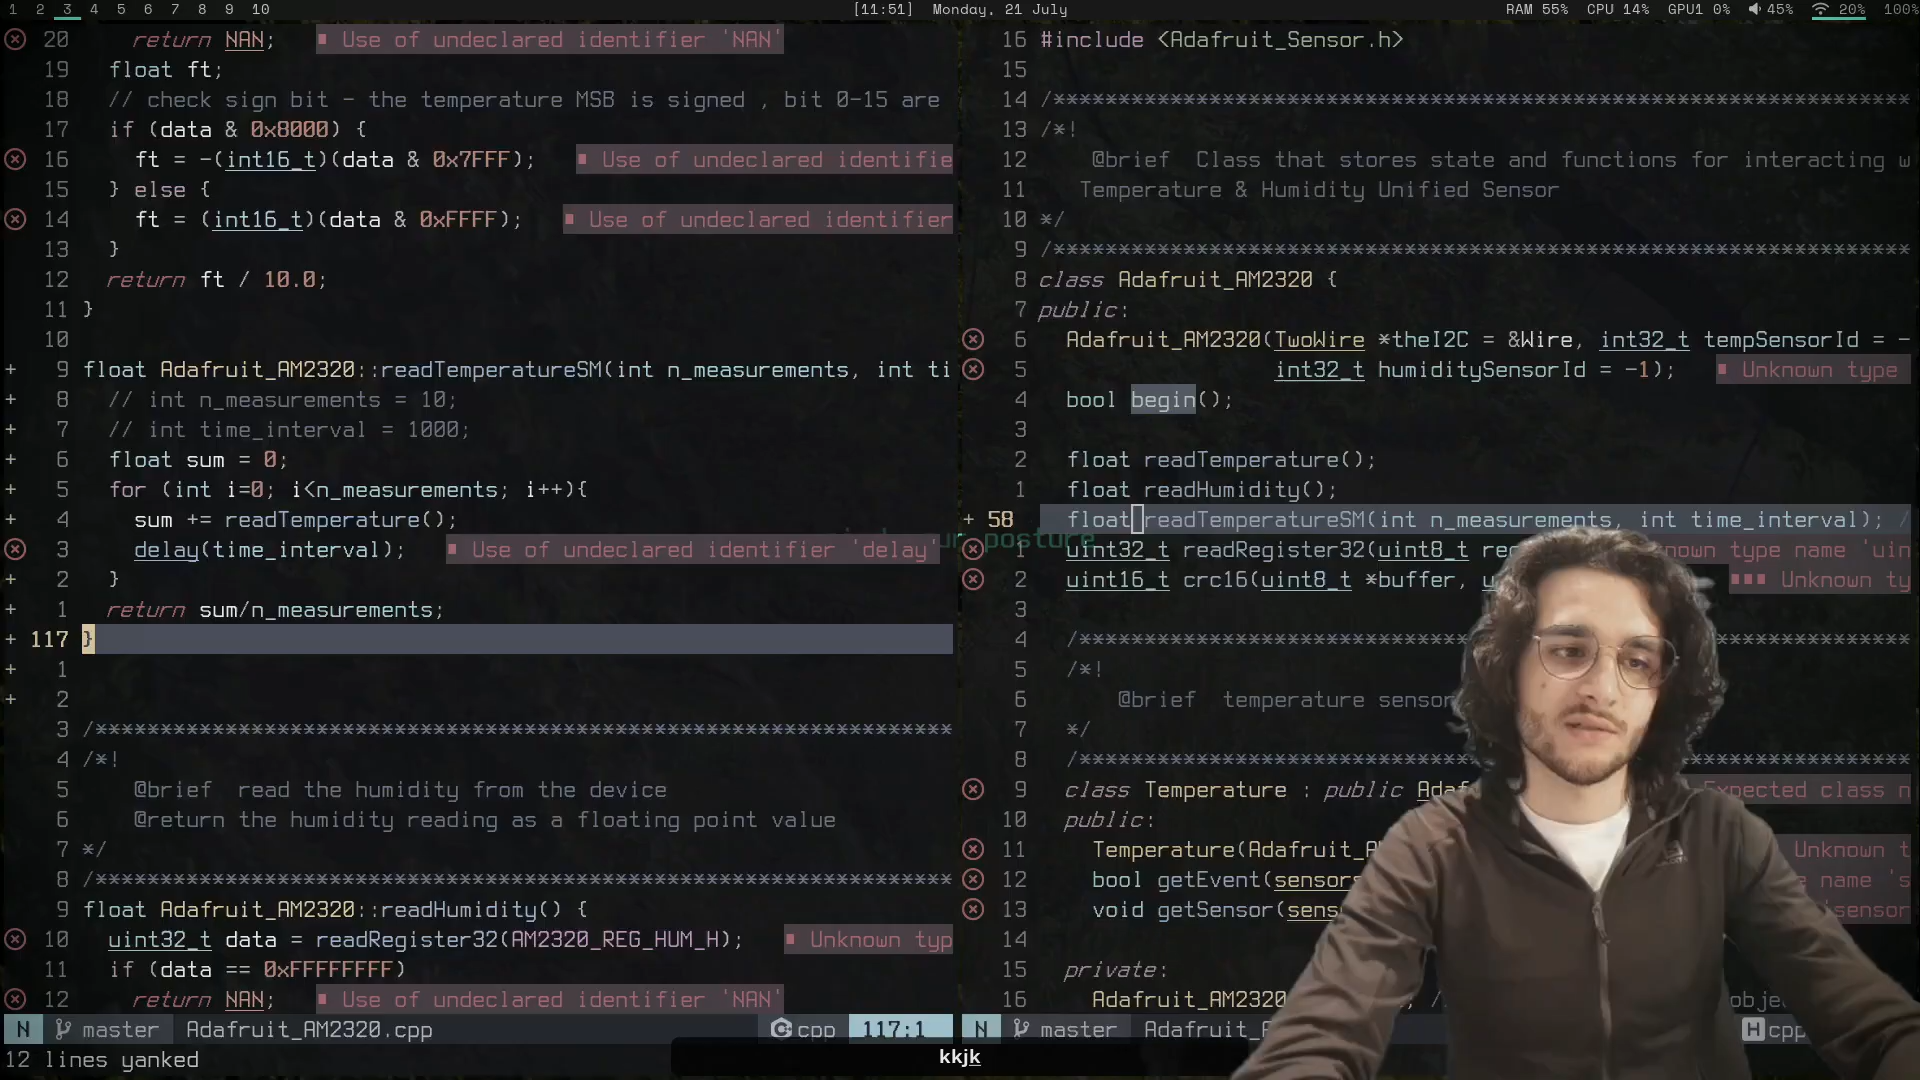 1 2 3 4 5 6 7 8 9 10
[11:51] Monday, 21 July
RAM 55% CPU 14% GPU1 0% 45% 20% 100%
20 return NAN; ■ Use of undeclared identifier 'NAN'
19 float ft;
18 // check sign bit - the temperature MSB is signed , bit 0-15 are
17 if (data & 0x8000) {
16 ft = -(int16_t)(data & 0x7FFF); ■ Use of undeclared identifie
15 } else {
14 ft = (int16_t)(data & 0xFFFF); ■ Use of undeclared identifier
13 }
12 return ft / 10.0;
11 }
10
+ 9 float Adafruit_AM2320::readTemperatureSM(int n_measurements, int ti
+ 8 // int n_measurements = 10;
+ 7 // int time_interval = 1000;
+ 6 float sum = 0;
+ 5 for (int i=0; i<n_measurements; i++){
+ 4 sum += readTemperature();
3 delay(time_interval); ■ Use of undeclared identifier 'delay'
+ 2 }
+ 1 return sum/n_measurements;
+ 117 }
+ 1
+ 2
3 /*******************************************************************
4 /*!
5 @brief read the humidity from the device
6 @return the humidity reading as a floating point value
7 */
8 /*******************************************************************
9 float Adafruit_AM2320::readHumidity() {
10 uint32_t data = readRegister32(AM2320_REG_HUM_H); ■ Unknown typ
11 if (data == 0xFFFFFFFF)
12 return NAN; ■ Use of undeclared identifier 'NAN'
N master Adafruit_AM2320.cpp cpp 117:1
12 lines yanked
16 #include <Adafruit_Sensor.h>
15
14 /*******************************************************************
13 /*!
12 @brief Class that stores state and functions for interacting w
11 Temperature & Humidity Unified Sensor
10 */
9 /*******************************************************************
8 class Adafruit_AM2320 {
7 public:
6 Adafruit_AM2320(TwoWire *theI2C = &Wire, int32_t tempSensorId = -
5 int32_t humiditySensorId = -1); ■ Unknown type
4 bool begin();
3
2 float readTemperature();
1 float readHumidity();
+ 58 float readTemperatureSM(int n_measurements, int time_interval); /
posture
1 uint32_t readRegister32(uint8_t type name 'uin
2 uint16_t crc16(uint8_t *buffer, ■■■ Unknown ty
3
4 /*******************************
5 /*!
6 @brief temperature sensor
7 */
8 /*******************************
9 class Temperature : public Expected class n
10 public:
11 Temperature( Unknown t
12 bool getEvent( name 's
13 void getSensor(
14
15 private:
16 Adafruit_AM2320
N master H cpp
kkjk